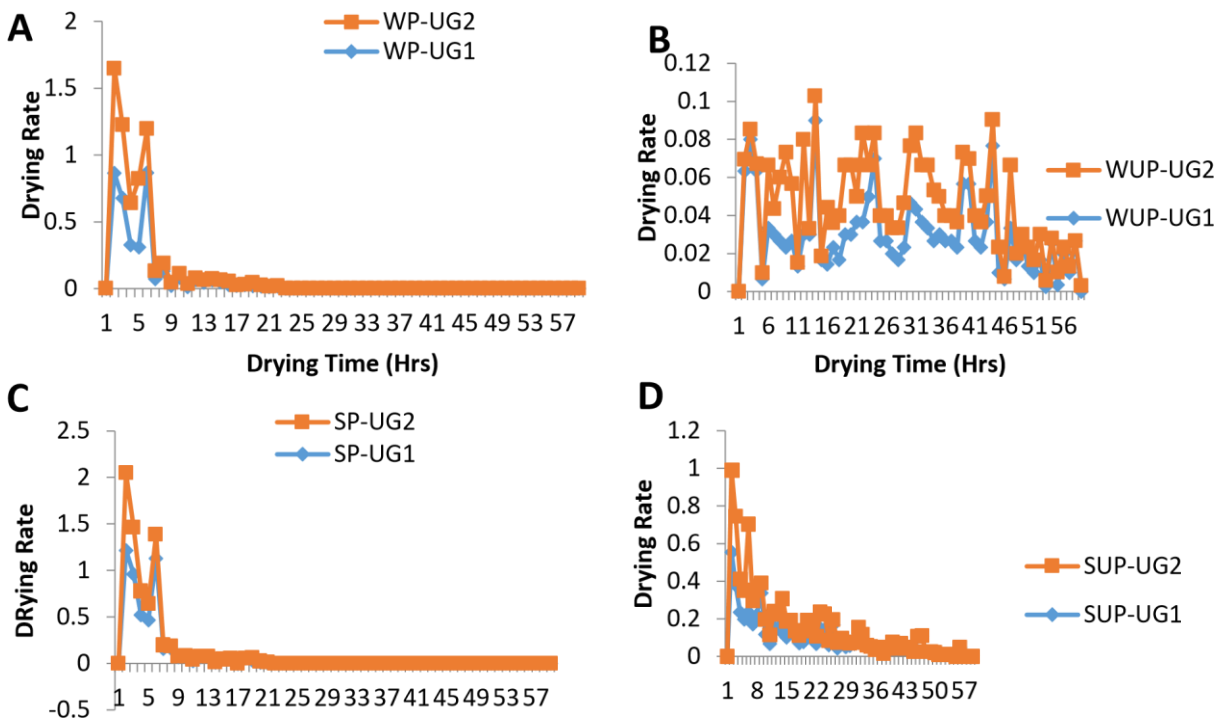 A
WP-UG2
WP-UG1
2
1.5
1
0.5
0
Drying Rate
1 5 9 13 17 21 25 29 33 37 41 45 49 53 57
Drying Time (Hrs)
B
0.12
0.1
0.08
0.06
0.04
0.02
0
Drying Rate
WUP-UG2
WUP-UG1
1 6 11 16 21 26 31 36 41 46 51 56
Drying Time (Hrs)
C
SP-UG2
SP-UG1
2.5
2
1.5
1
0.5
0
-0.5
DRying Rate
1 5 9 13 17 21 25 29 33 37 41 45 49 53 57
D
1.2
1
0.8
0.6
0.4
0.2
0
Drying Rate
SUP-UG2
SUP-UG1
1 8 15 22 29 36 43 50 57